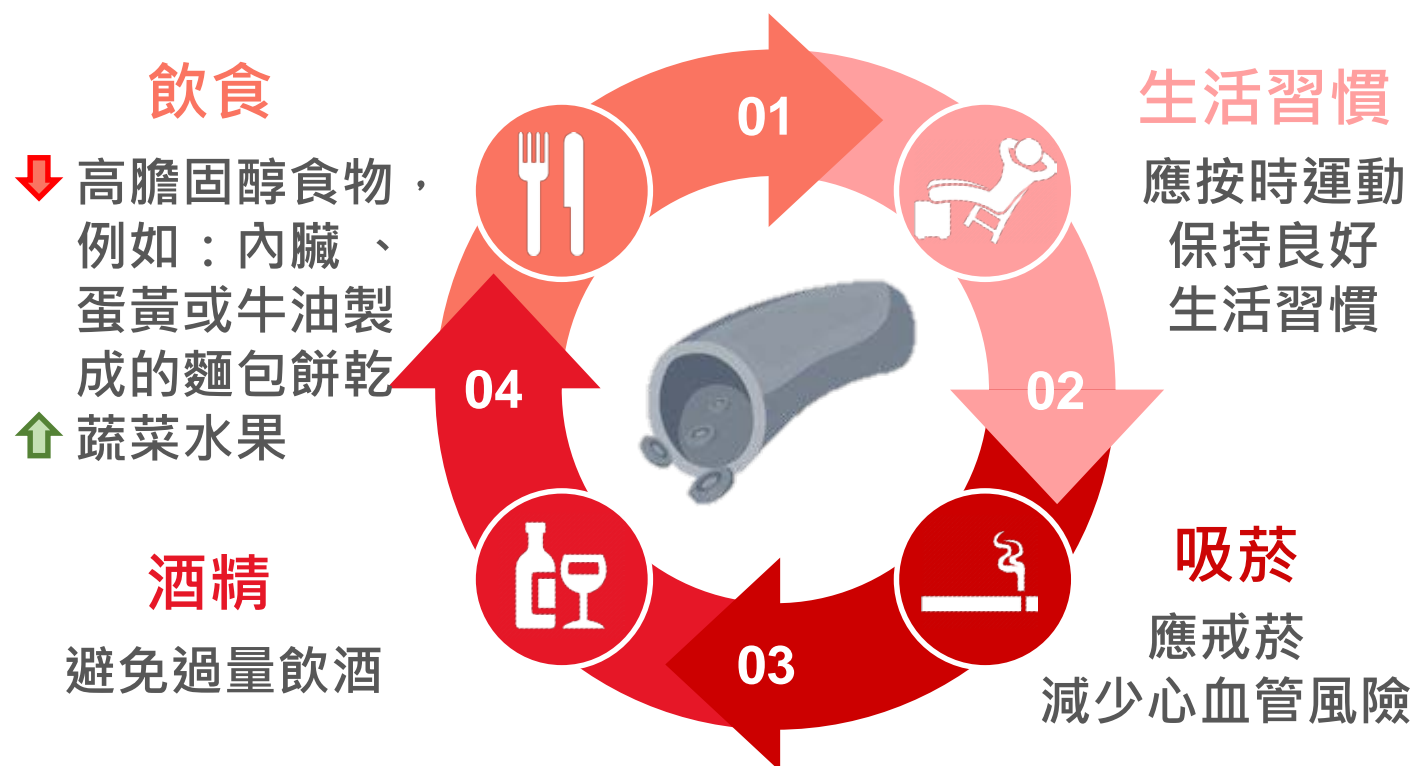 飲食
高膽固醇食物，
例如：內臟 、
蛋黃或牛油製
成的麵包餅乾
蔬菜水果
01
生活習慣
應按時運動
保持良好
生活習慣
02
吸菸
應戒菸
減少心血管風險
03
酒精
避免過量飲酒
04